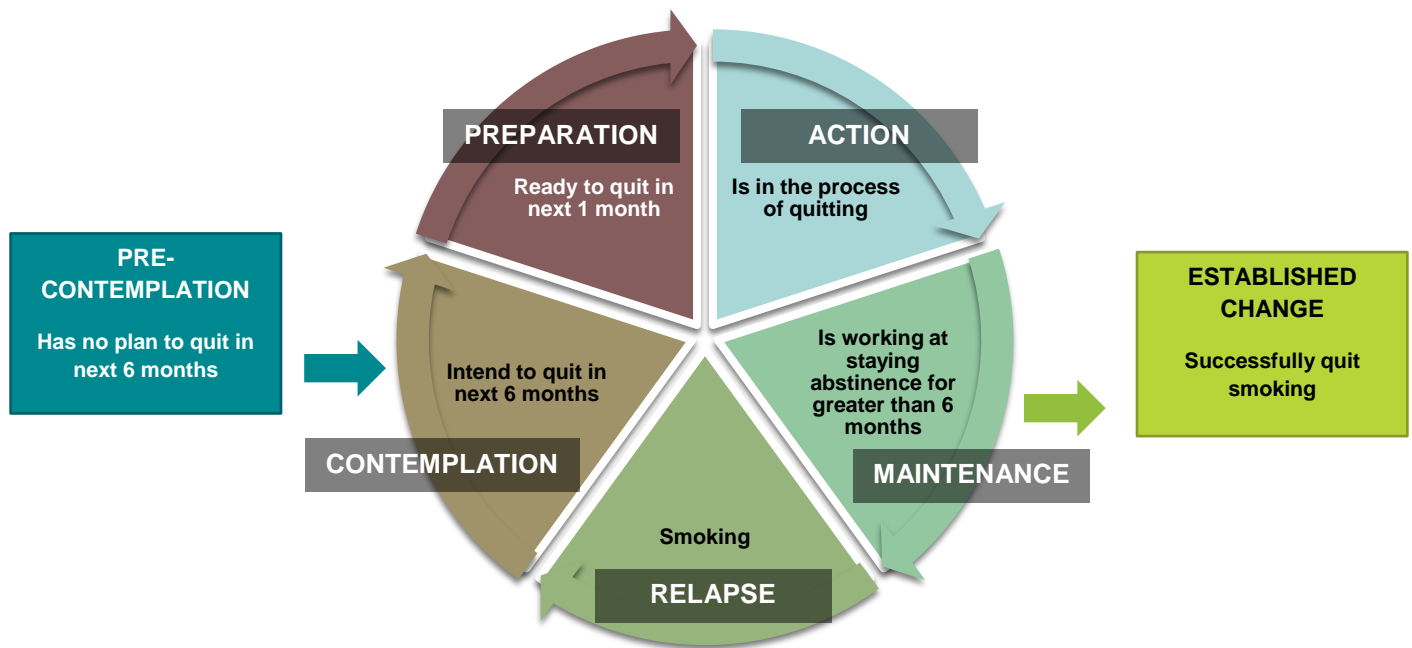 PRE-
CONTEMPLATION
Has no plan to quit in
next 6 months
Intend to quit in
next 6 months
CONTEMPLATION
PREPARATION
Ready to quit in
next 1 month
ACTION
Is in the process
of quitting
Is working at
staying
abstinence for
greater than 6
months
MAINTENANCE
Smoking
RELAPSE
ESTABLISHED
CHANGE
Successfully quit
smoking